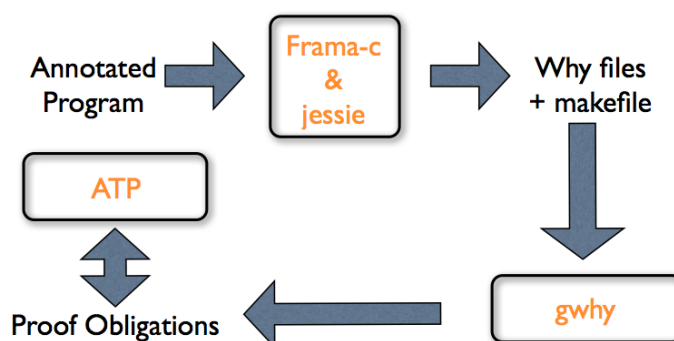 Annotated
Program
Frama-c
&
jessie
Why files
+ makefile
ATP
Proof Obligations
gwhy